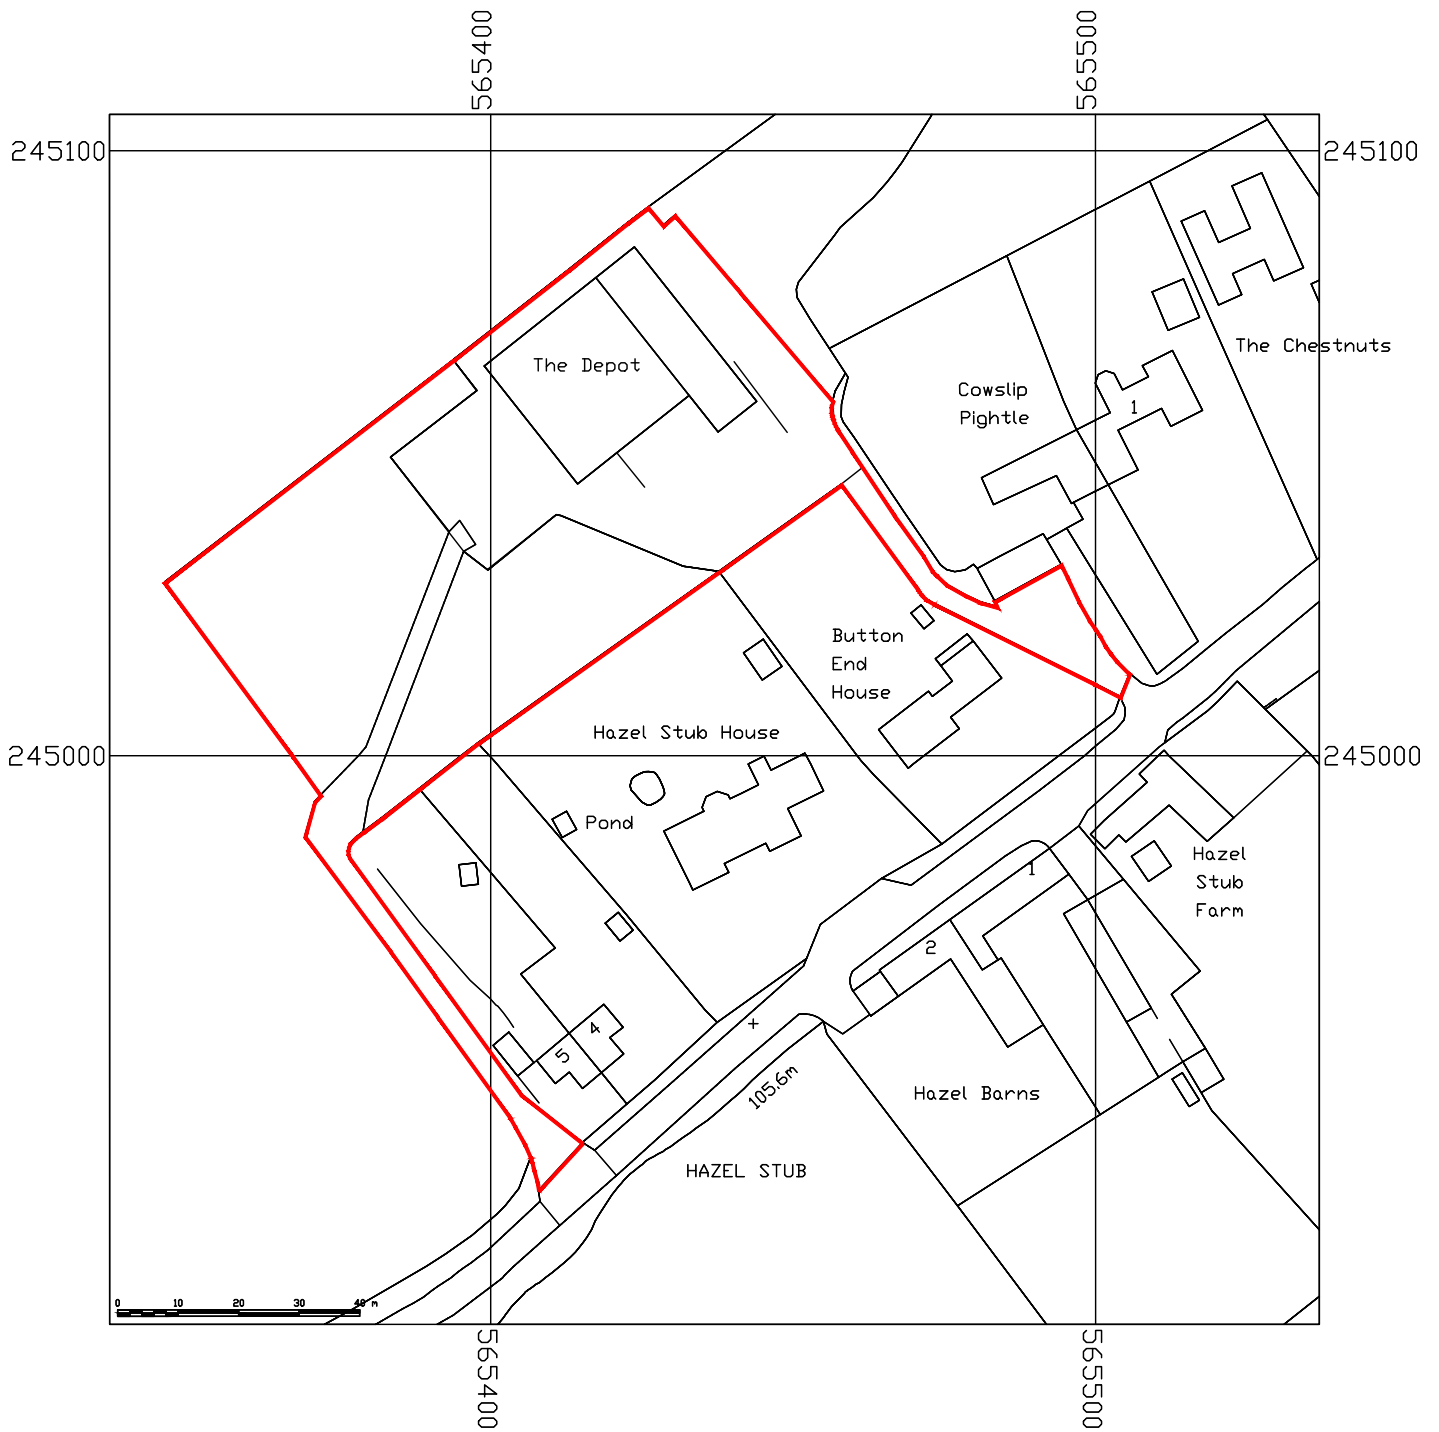 565400
565500
245100
245100
The Chestnuts
The Depot
Cowslip
Pightle
1
Button
End
House
Hazel Stub House
245000
245000
Pond
Hazel
Stub
Farm
1
2
4
5
105.6m
Hazel Barns
HAZEL STUB
0 10 20 30 40 m
565400
565500